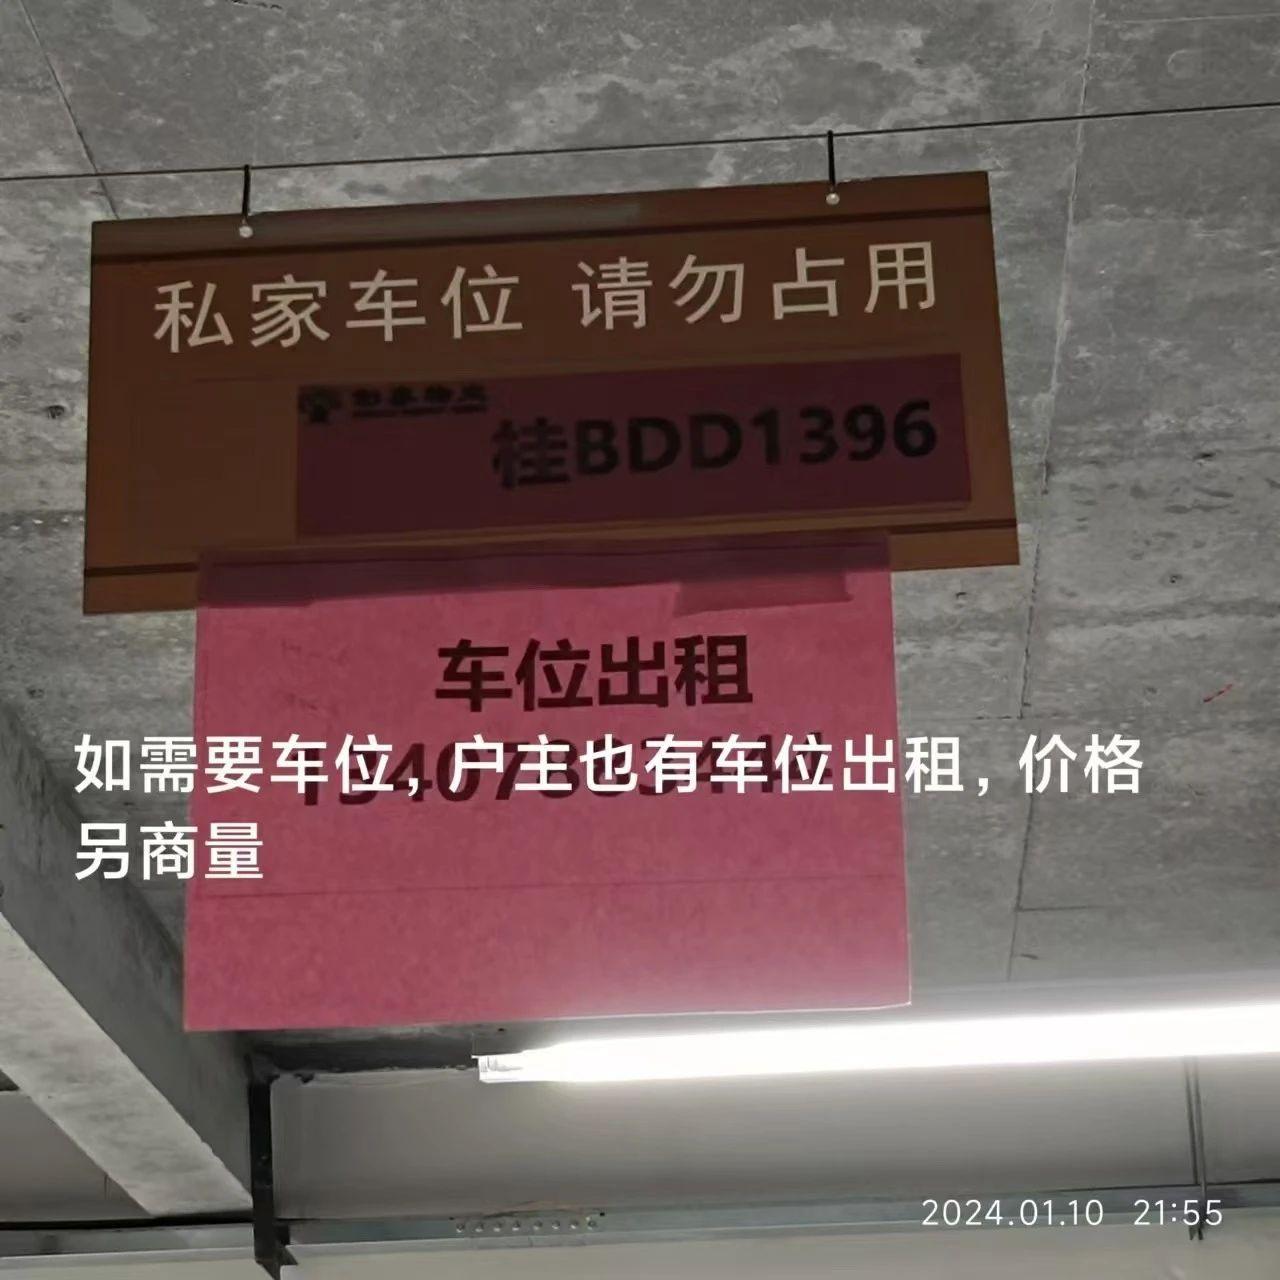 私家车位 请勿占用
桂BDD1396
车位出租
如需要车位，户主也有车位出租，价格
另商量
2024.01.10 21:55